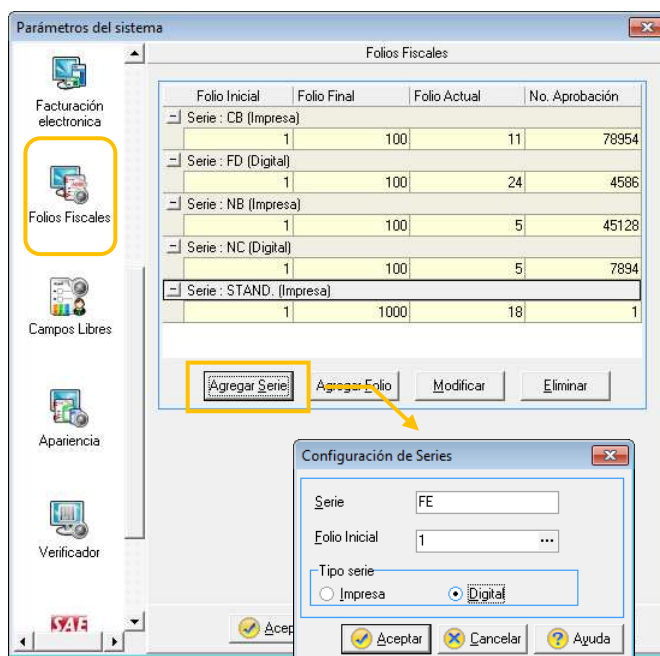 Parámetros del sistema
Folios Fiscales
Facturación
electronica
Folios Fiscales
Campos Libres
Apariencia
Verificador
SAE
Folio Inicial Folio Final Folio Actual No. Aprobación
Serie : CB (Impresa)
1 100 11 78954
Serie : FD (Digital)
1 100 24 4586
Serie : NB (Impresa)
1 100 5 45128
Serie : NC (Digital)
1 100 5 7894
Serie : STAND. (Impresa)
1 1000 18 1
Agregar Serie Agregar Folio Modificar Eliminar
Configuración de Series
Serie FE
Folio Inicial 1 ...
Tipo serie
Impresa Digital
Acep
Aceptar Cancelar Ayuda